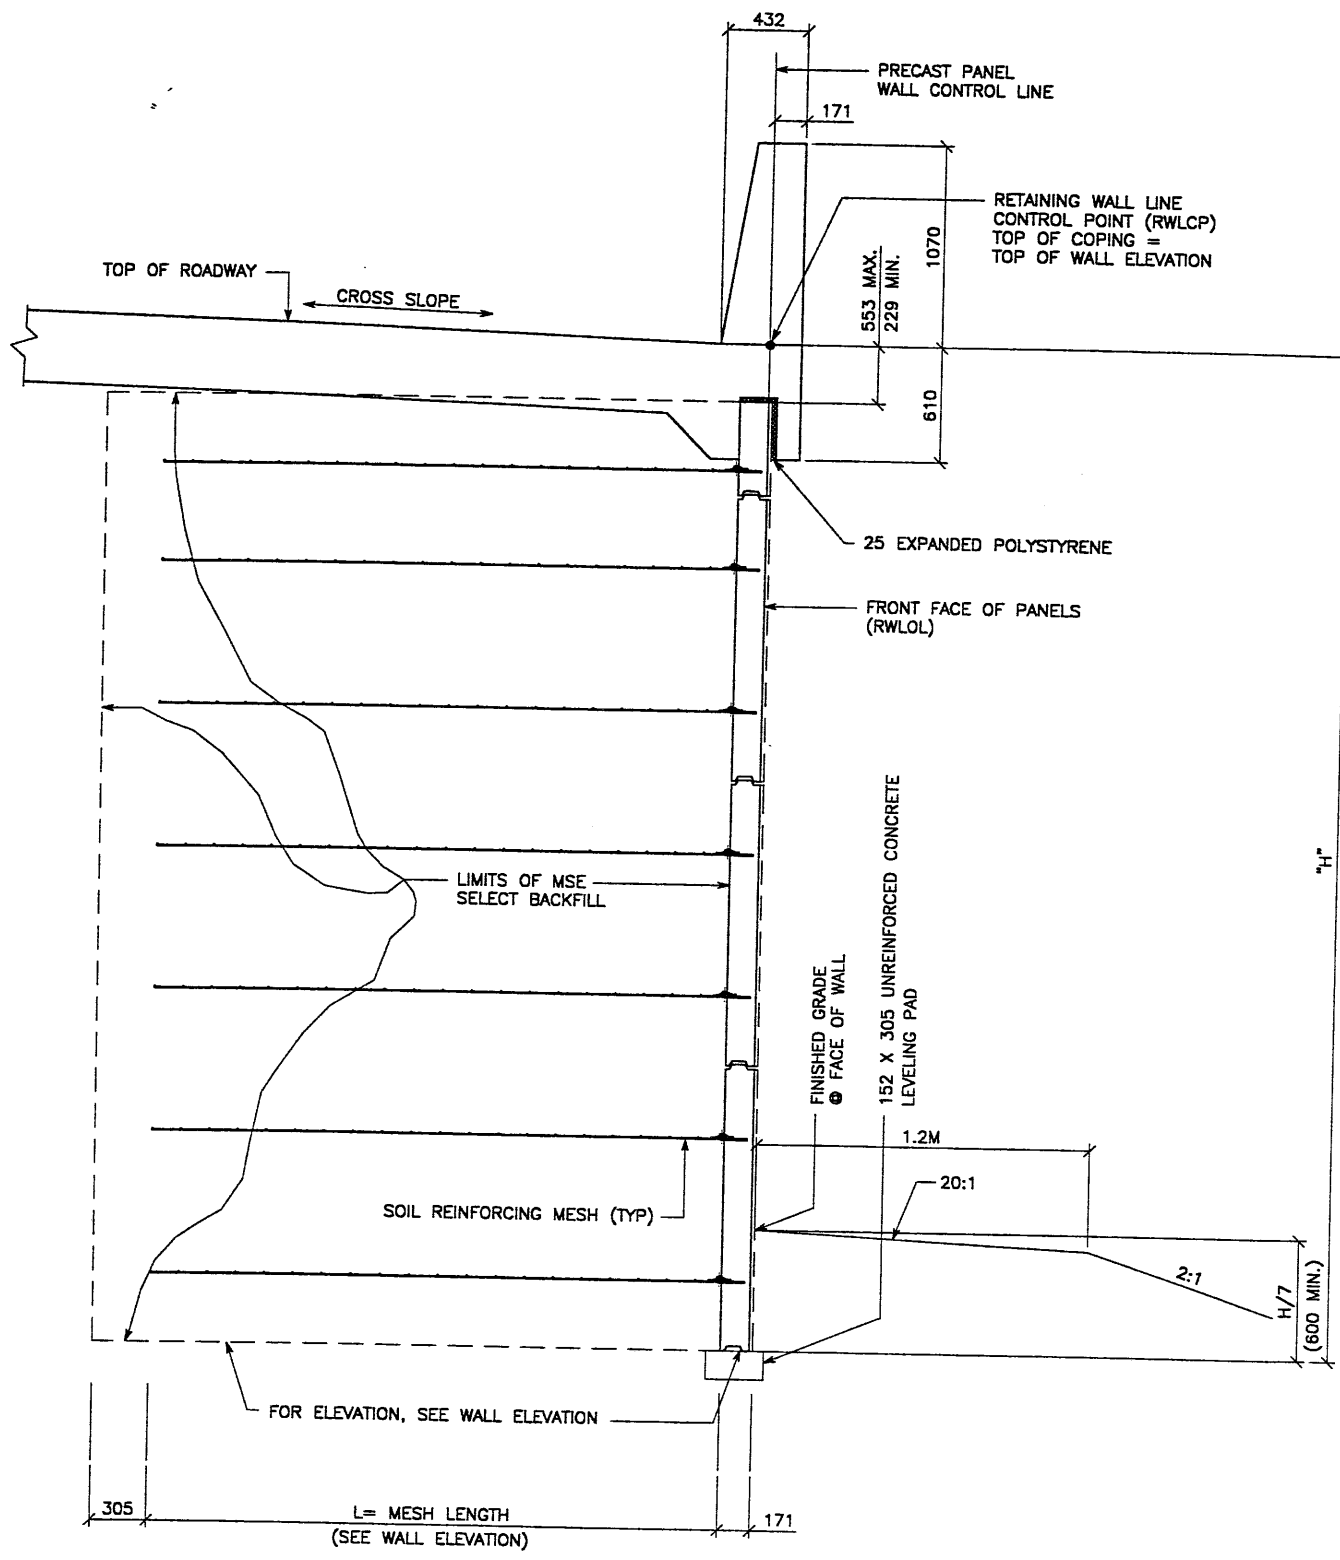 432
PRECAST PANEL
WALL CONTROL LINE
171
RETAINING WALL LINE
CONTROL POINT (RWLCP)
TOP OF COPING =
TOP OF WALL ELEVATION
1070
553 MAX.
229 MIN.
TOP OF ROADWAY
CROSS SLOPE
610
25 EXPANDED POLYSTYRENE
FRONT FACE OF PANELS
(RWLOL)
"H"
LIMITS OF MSE
SELECT BACKFILL
FINISHED GRADE
@ FACE OF WALL
152 X 305 UNREINFORCED CONCRETE
LEVELING PAD
1.2M
20:1
SOIL REINFORCING MESH (TYP)
2:1
H/7
(600 MIN.)
FOR ELEVATION, SEE WALL ELEVATION
305
L= MESH LENGTH
(SEE WALL ELEVATION)
171